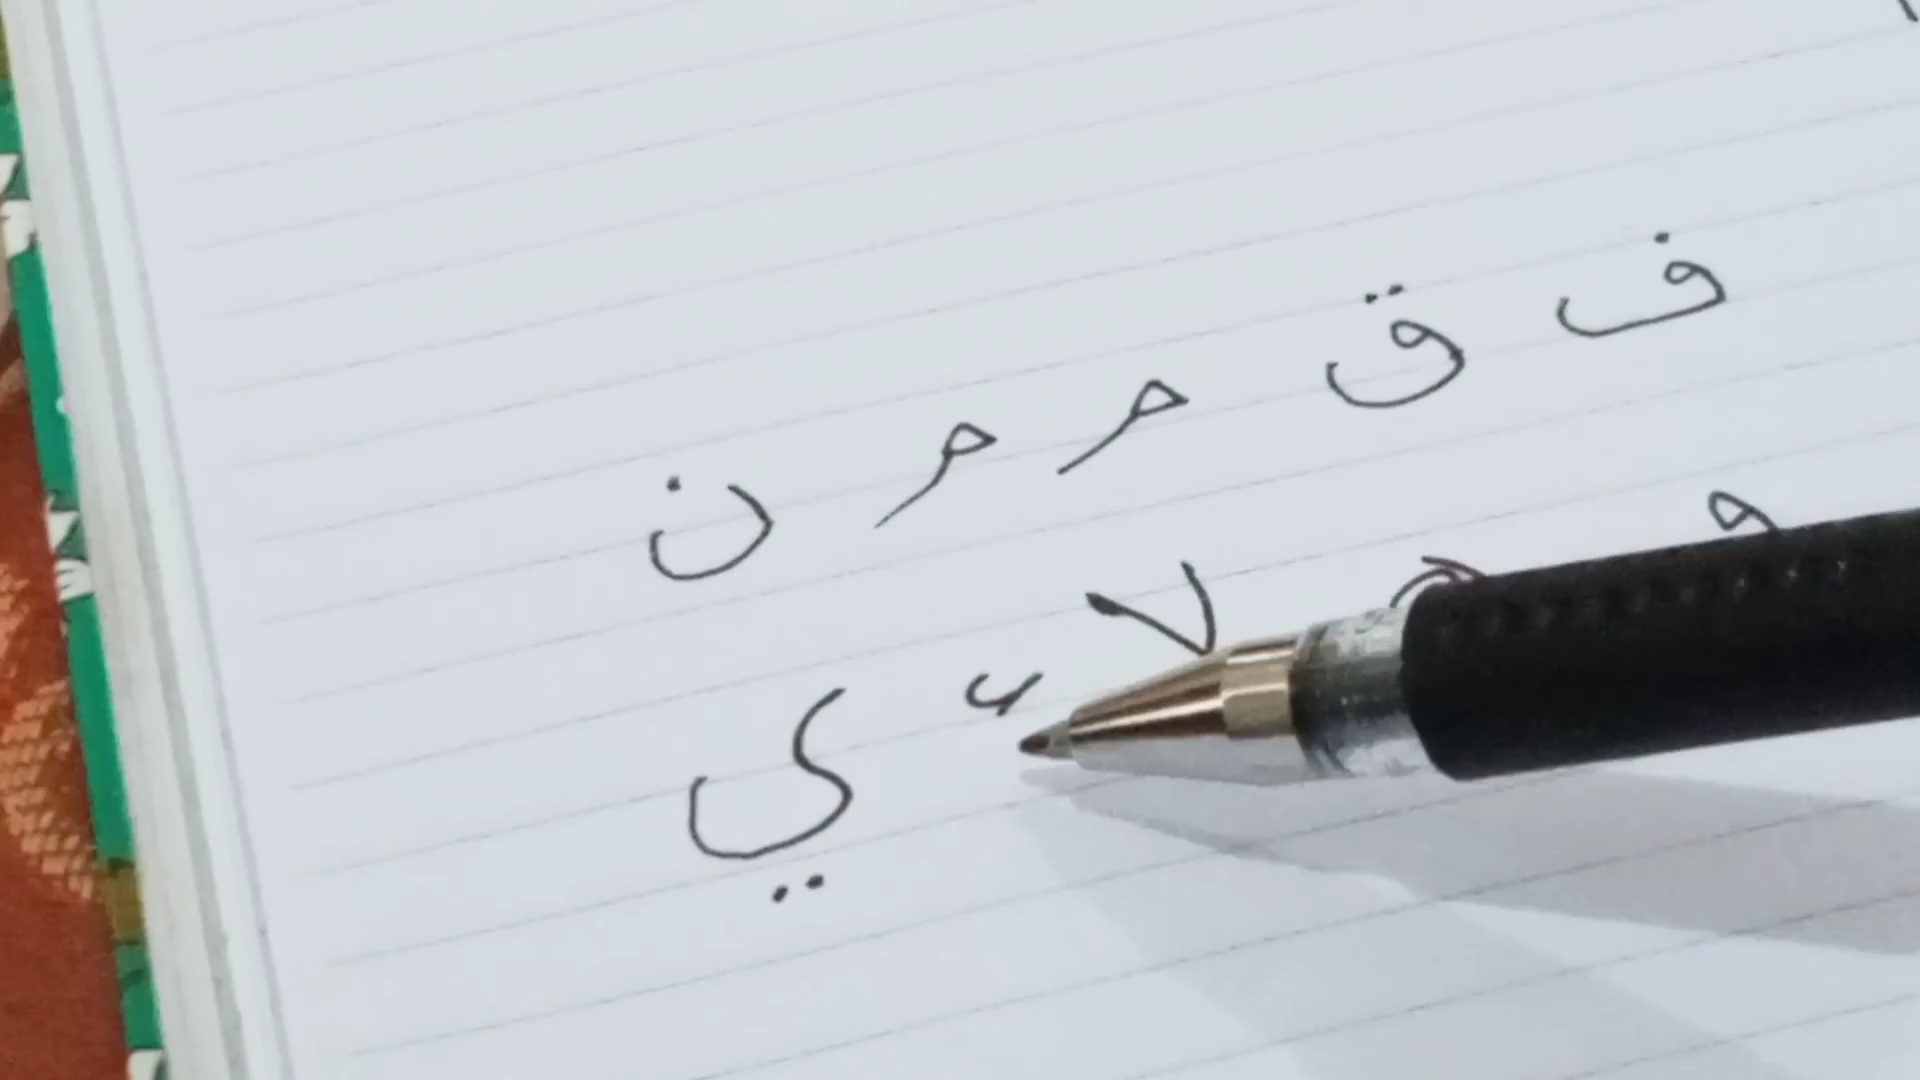 ف ق م م ن
و ه لا ء ي